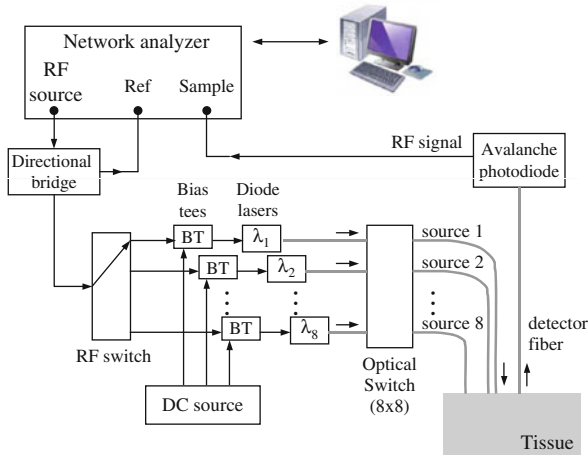 Network analyzer
RF
source
Ref
Sample
Directional
bridge
RF signal
Avalanche
photodiode
Bias
tees
Diode
lasers
BT
λ1
BT
λ2
BT
λ8
source 1
source 2
source 8
RF switch
DC source
Optical
Switch
(8x8)
detector
fiber
Tissue